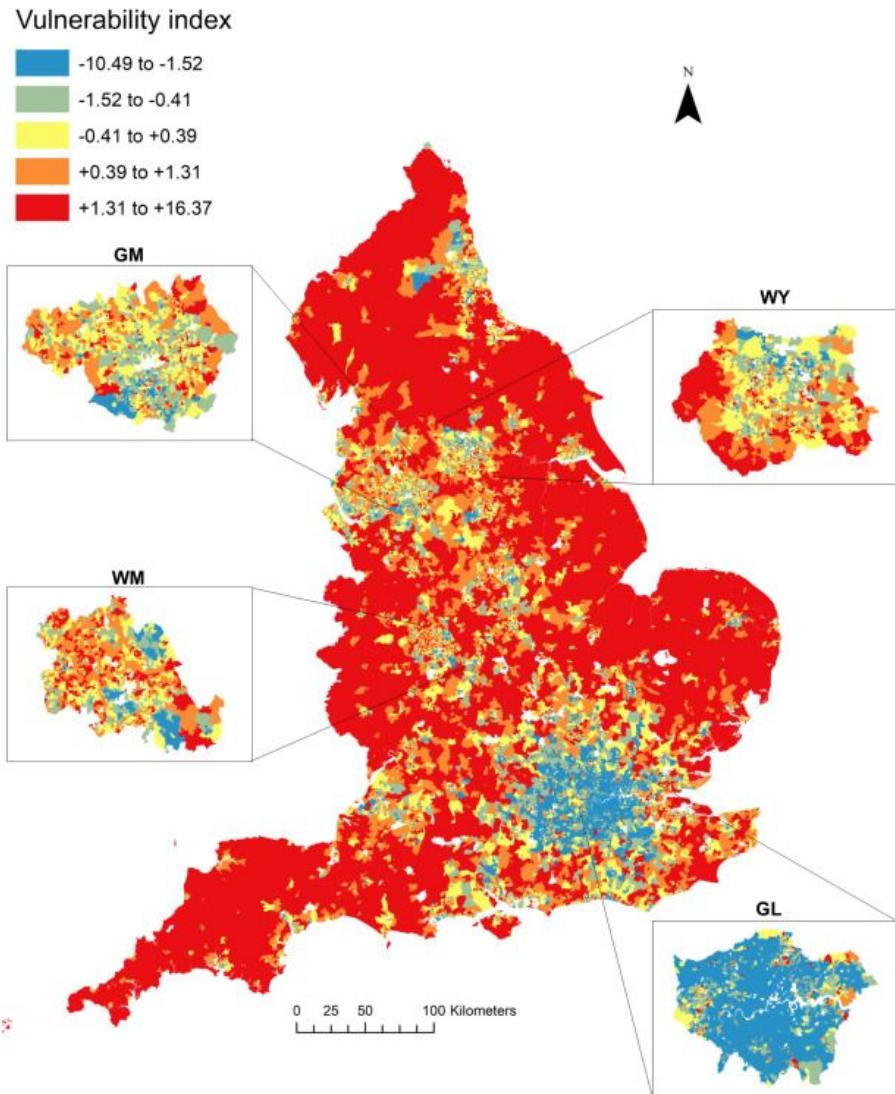 Vulnerability index
-10.49 to -1.52
-1.52 to -0.41
-0.41 to +0.39
+0.39 to +1.31
+1.31 to +16.37
N
GM
WY
WM
GL
0 25 50 100 Kilometers